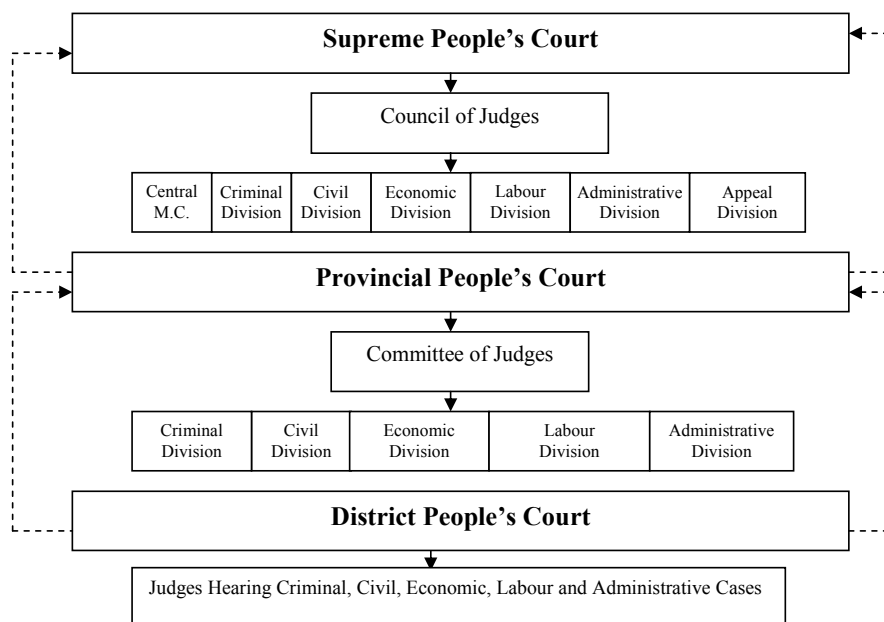 Supreme People’s Court
Council of Judges
Central
M.C.
Criminal
Division
Civil
Division
Economic
Division
Labour
Division
Administrative
Division
Appeal
Division
Provincial People’s Court
Committee of Judges
Criminal
Division
Civil
Division
Economic
Division
Labour
Division
Administrative
Division
District People’s Court
Judges Hearing Criminal, Civil, Economic, Labour and Administrative Cases